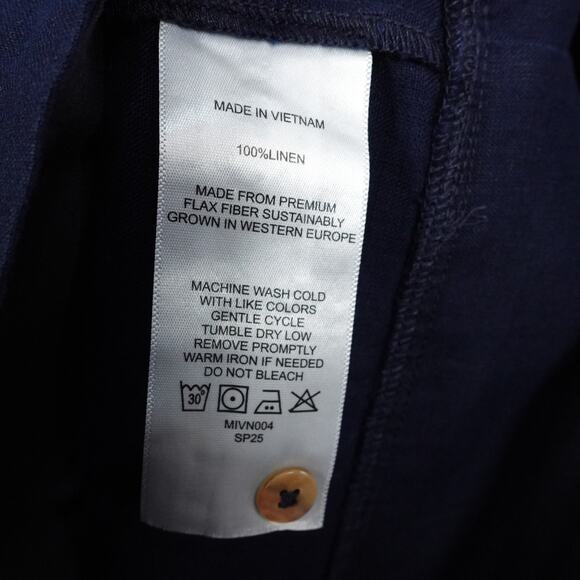 MADE IN VIETNAM
100%LINEN
MADE FROM PREMIUM
FLAX FIBER SUSTAINABLY
GROWN IN WESTERN EUROPE
MACHINE WASH COLD
WITH LIKE COLORS
GENTLE CYCLE
TUMBLE DRY LOW
REMOVE PROMPTLY
WARM IRON IF NEEDED
DO NOT BLEACH
30°
MIVN004
SP25